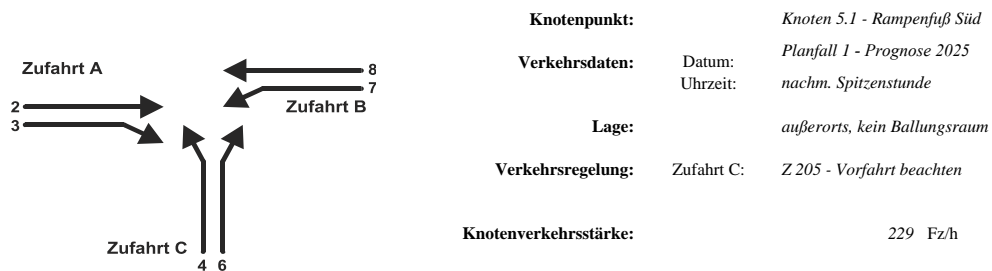 Knotenpunkt: Knoten 5.1 - Rampenfuß Süd
Verkehrsdaten: Datum: Planfall 1 - Prognose 2025
Uhrzeit: nachm. Spitzenstunde
Lage: außerorts, kein Ballungsraum
Verkehrsregelung: Zufahrt C: Z 205 - Vorfahrt beachten
Knotenverkehrsstärke: 229 Fz/h
Zufahrt A
8
7
Zufahrt B
2
3
Zufahrt C
4 6